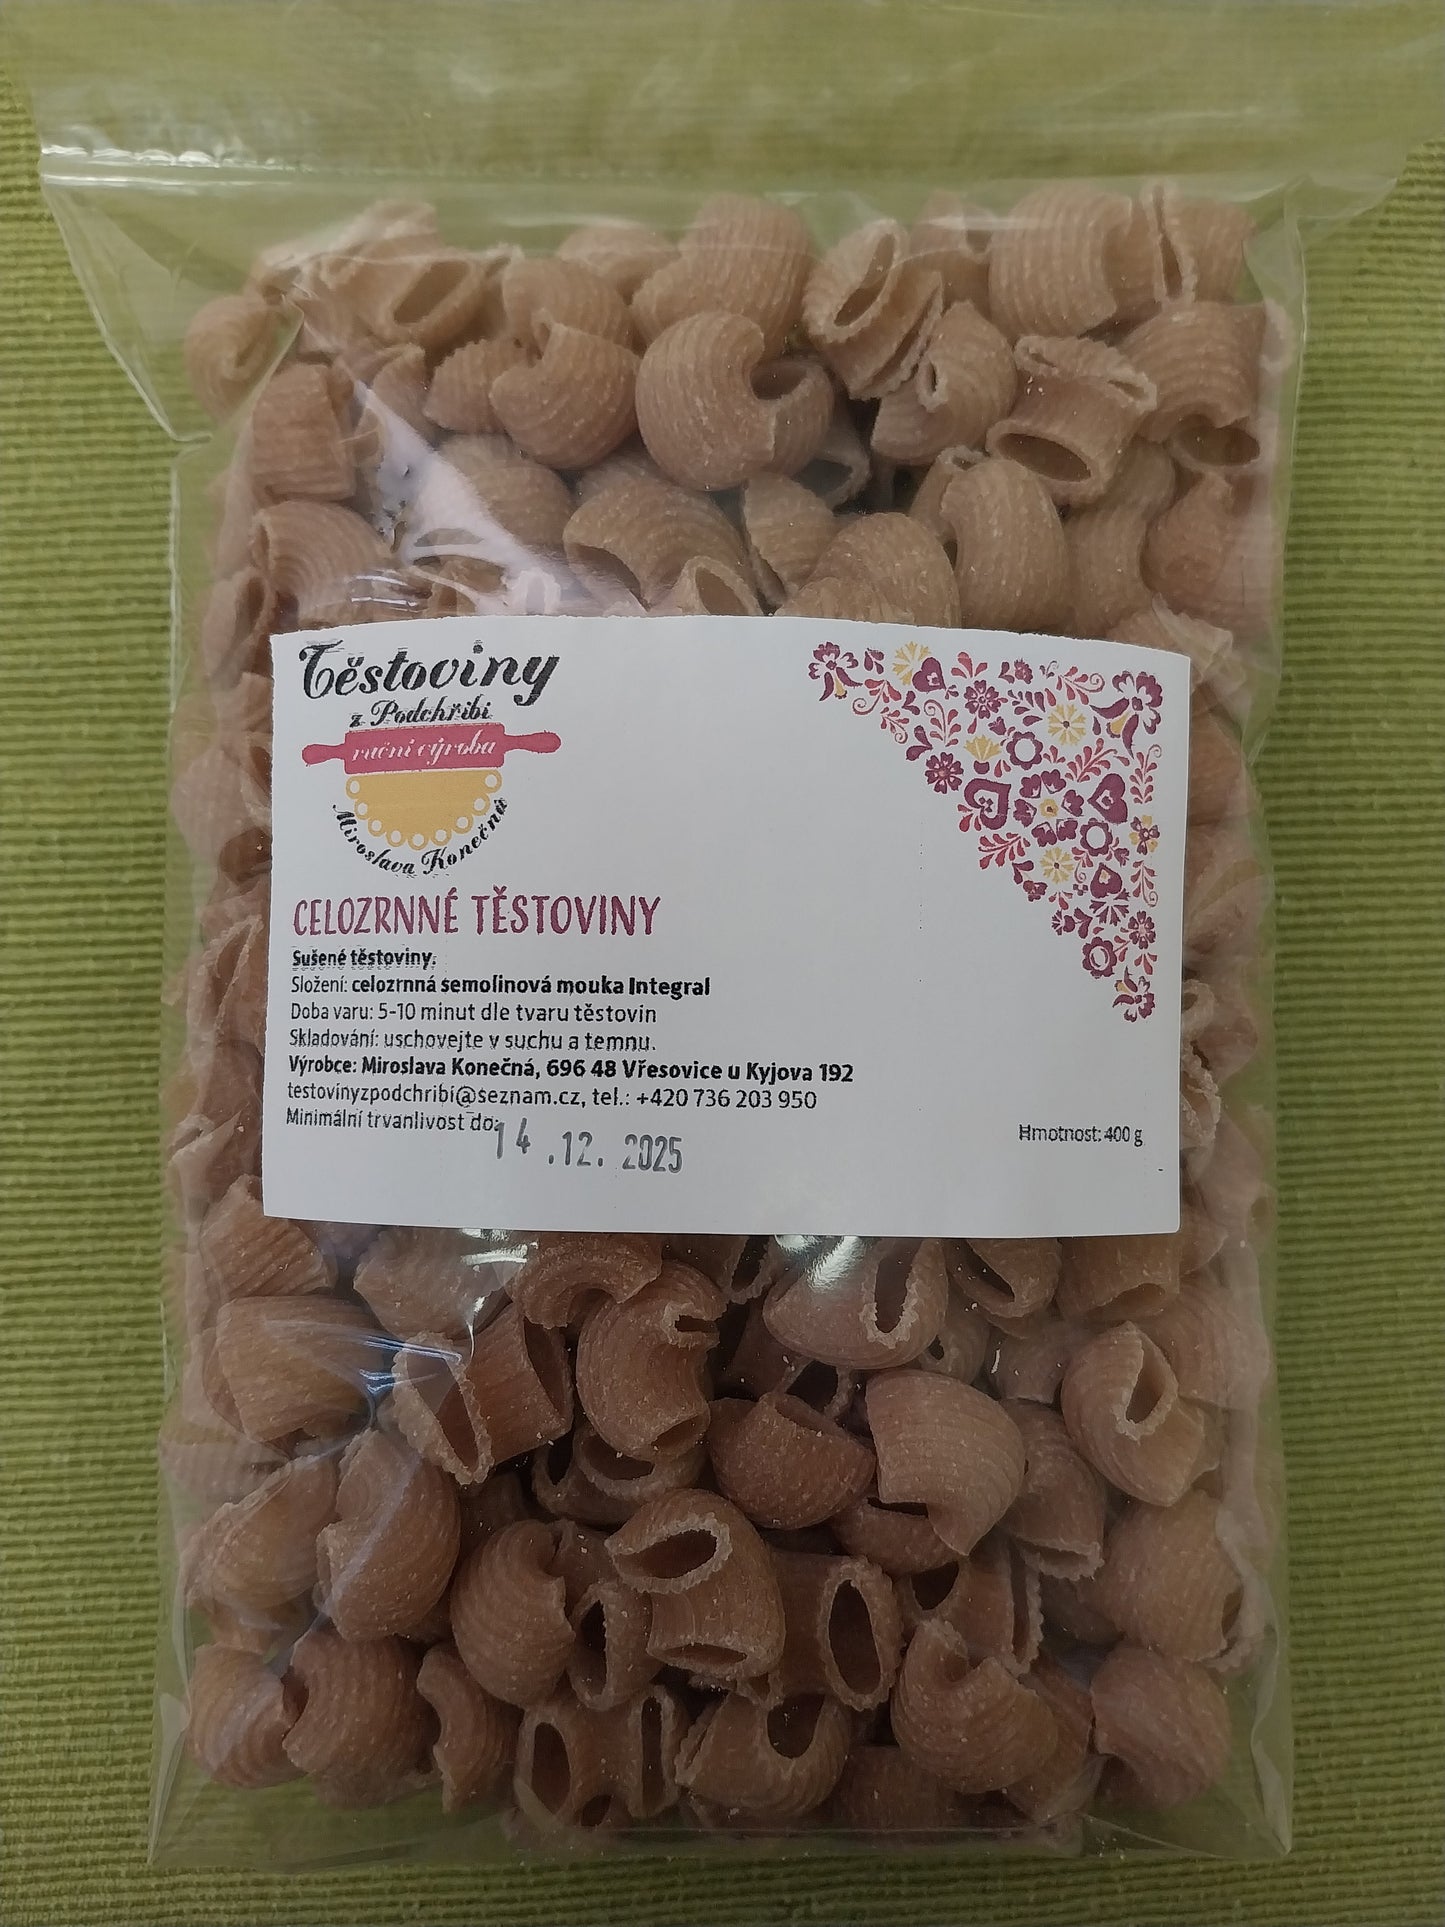 Těstoviny
z Podchřibí
ruční výroba
Miroslava Konečná
CELOZRNNÉ TĚSTOVINY
Sušené těstoviny.
Složení: celozrnná semolinová mouka Integral
Doba varu: 5-10 minut dle tvaru těstovin
Skladování: uschovejte v suchu a temnu.
Výrobce: Miroslava Konečná, 696 48 Vřesovice u Kyjova 192
testovinyzpodchribi@seznam.cz, tel.: +420 736 203 950
Minimální trvanlivost do: 14.12. 2025
Hmotnost: 400 g